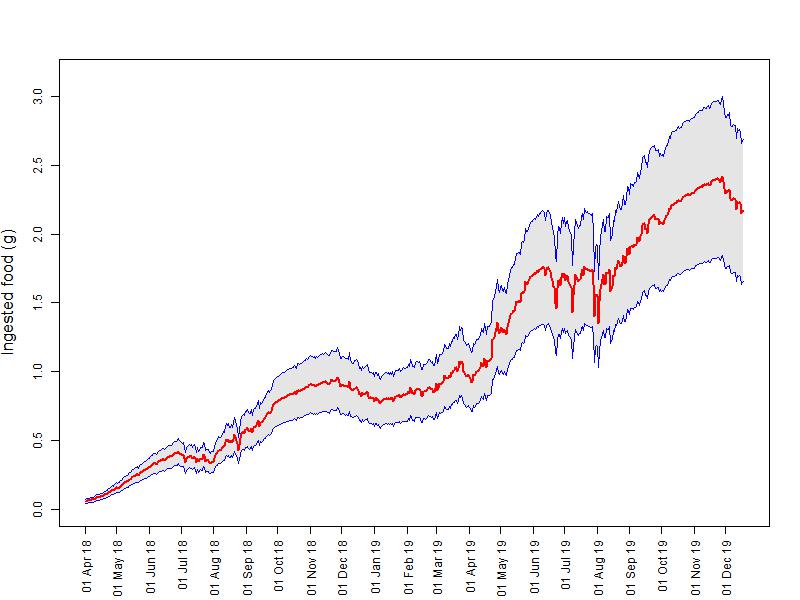 Ingested food (g)
3.0
2.5
2.0
1.5
1.0
0.5
0.0
01 Apr 18
01 May 18
01 Jun 18
01 Jul 18
01 Aug 18
01 Sep 18
01 Oct 18
01 Nov 18
01 Dec 18
01 Jan 19
01 Feb 19
01 Mar 19
01 Apr 19
01 May 19
01 Jun 19
01 Jul 19
01 Aug 19
01 Sep 19
01 Oct 19
01 Nov 19
01 Dec 19